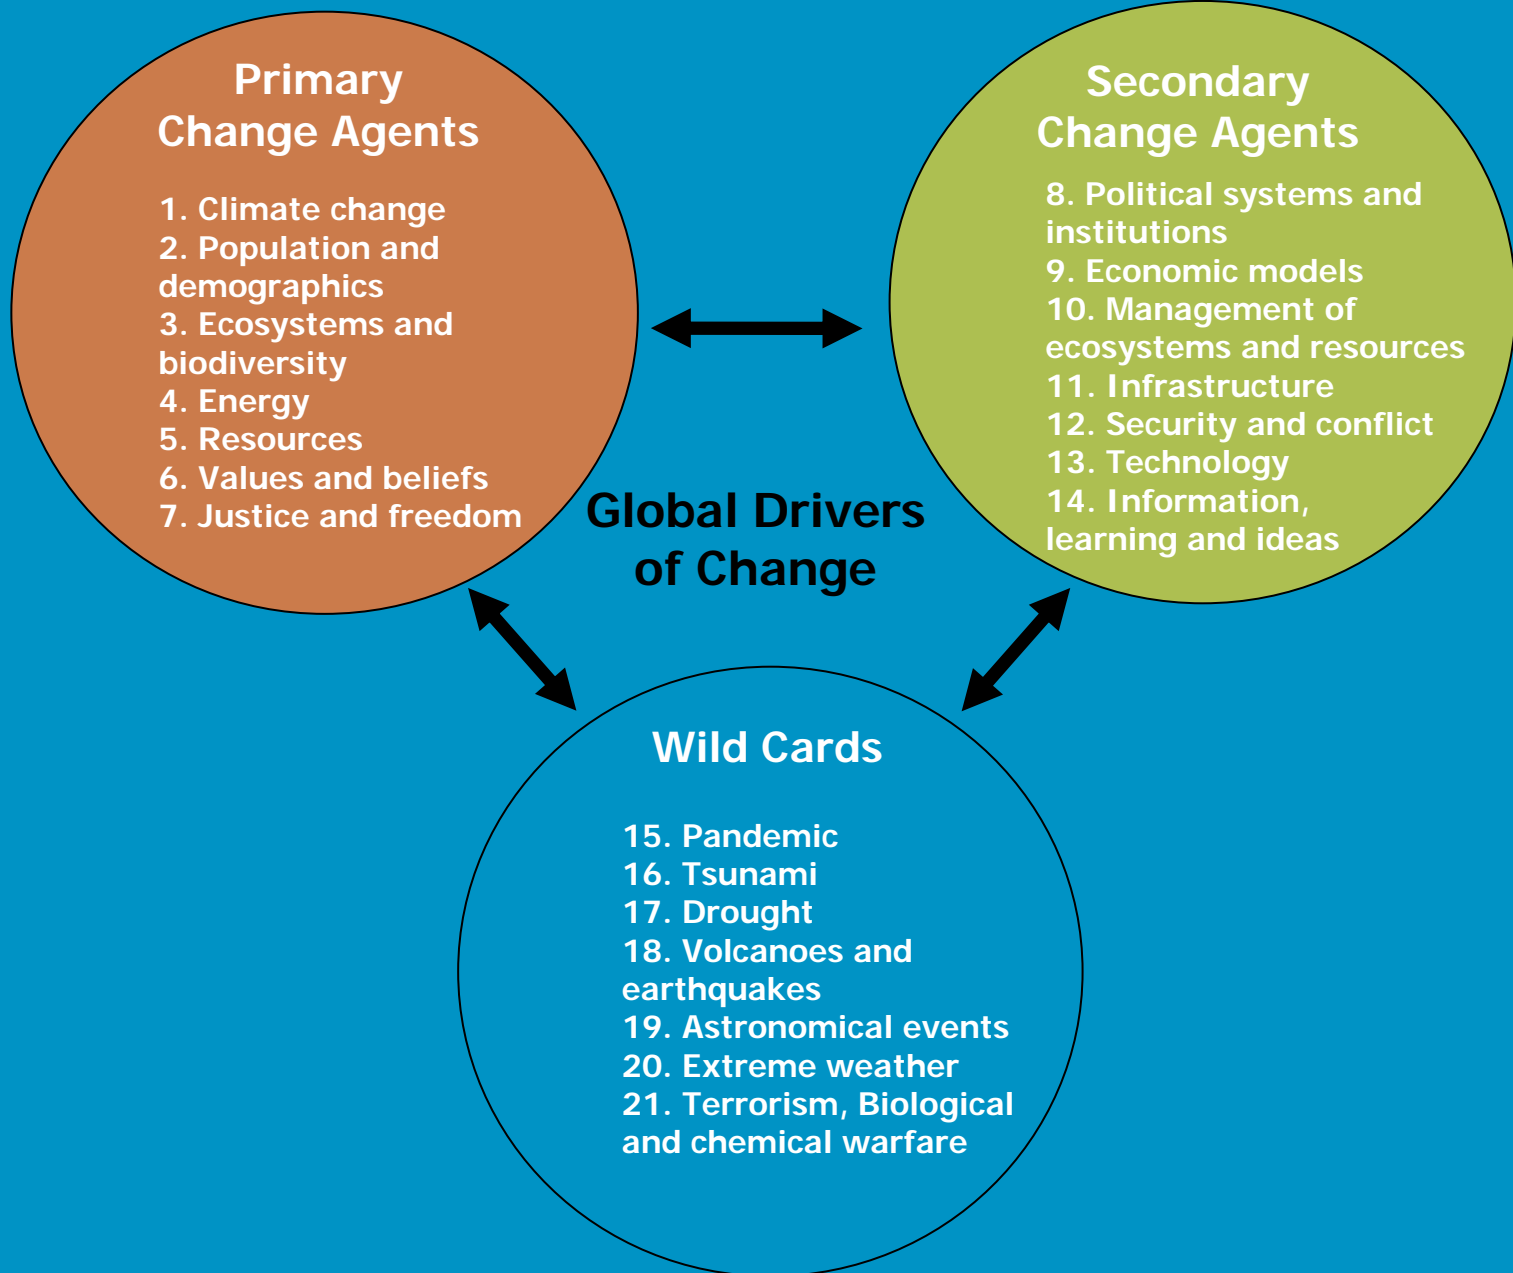 Primary
Change Agents
1. Climate change
2. Population and
demographics
3. Ecosystems and
biodiversity
4. Energy
5. Resources
6. Values and beliefs
7. Justice and freedom
Secondary
Change Agents
8. Political systems and
institutions
9. Economic models
10. Management of
ecosystems and resources
11. Infrastructure
12. Security and conflict
13. Technology
14. Information,
learning and ideas
Global Drivers
of Change
Wild Cards
15. Pandemic
16. Tsunami
17. Drought
18. Volcanoes and
earthquakes
19. Astronomical events
20. Extreme weather
21. Terrorism, Biological
and chemical warfare